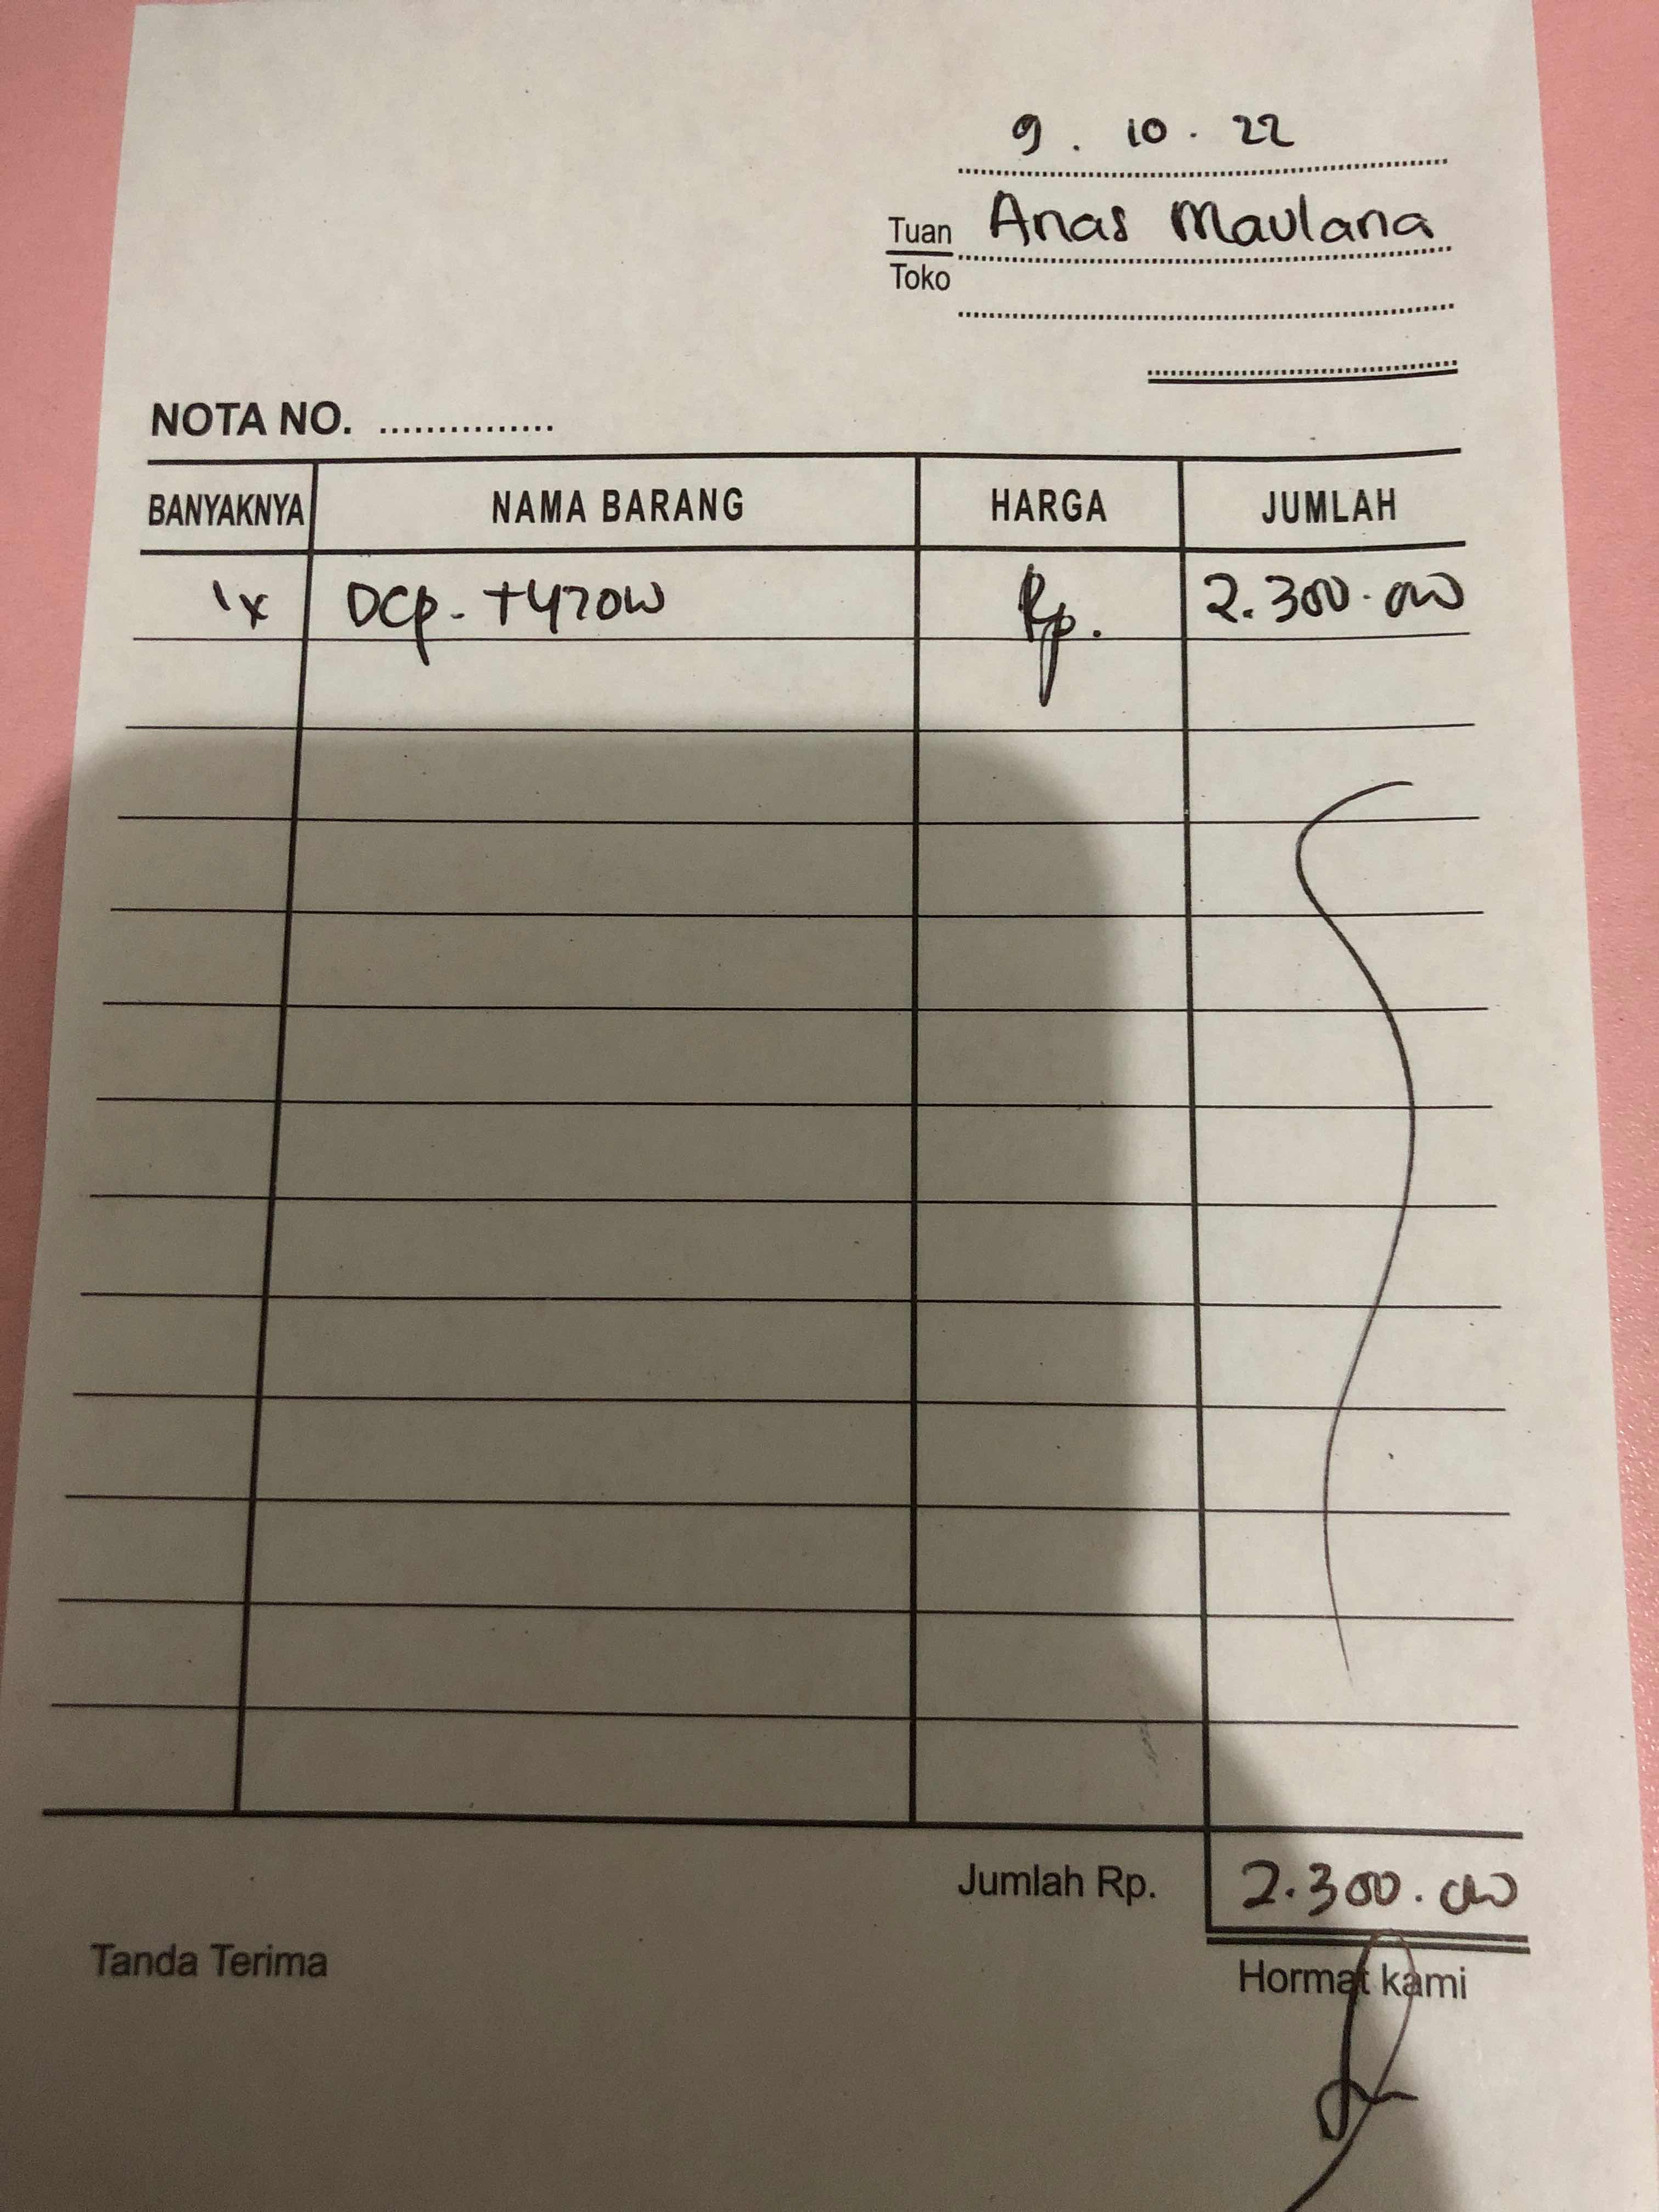 9 . 10 . 22
Tuan Anas Maulana
Toko
NOTA NO. ...............
BANYAKNYA NAMA BARANG HARGA JUMLAH
1x DCP- T420W Rp. 2.300.000
Jumlah Rp. 2.300.000
Tanda Terima Hormat kami